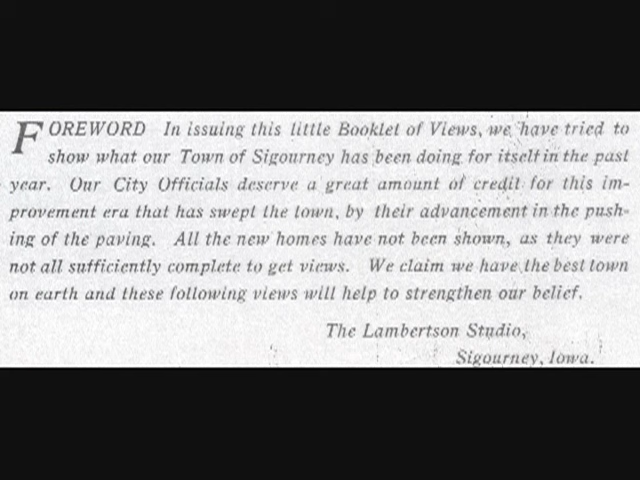 FOREWORD In issuing this little Booklet of Views, we have tried to
show what our Town of Sigourney has been doing for itself in the past
year. Our City Officials deserve a great amount of credit for this im-
provement era that has swept the town, by their advancement in the push-
ing of the paving. All the new homes have not been shown, as they were
not all sufficiently complete to get views. We claim we have the best town
on earth and these following views will help to strengthen our belief.
The Lambertson Studio,
Sigourney, Iowa.